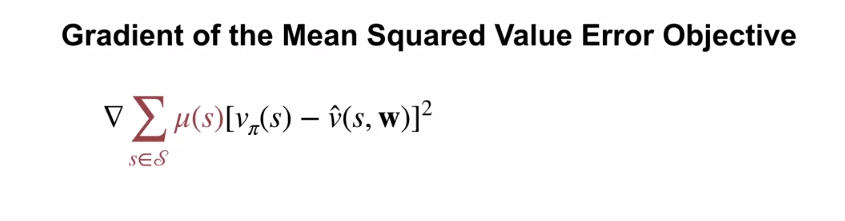 Gradient of the Mean Squared Value Error Objective
∇ ∑ μ(s)[v_π(s) − v̂(s, w)]²
s∈𝒮